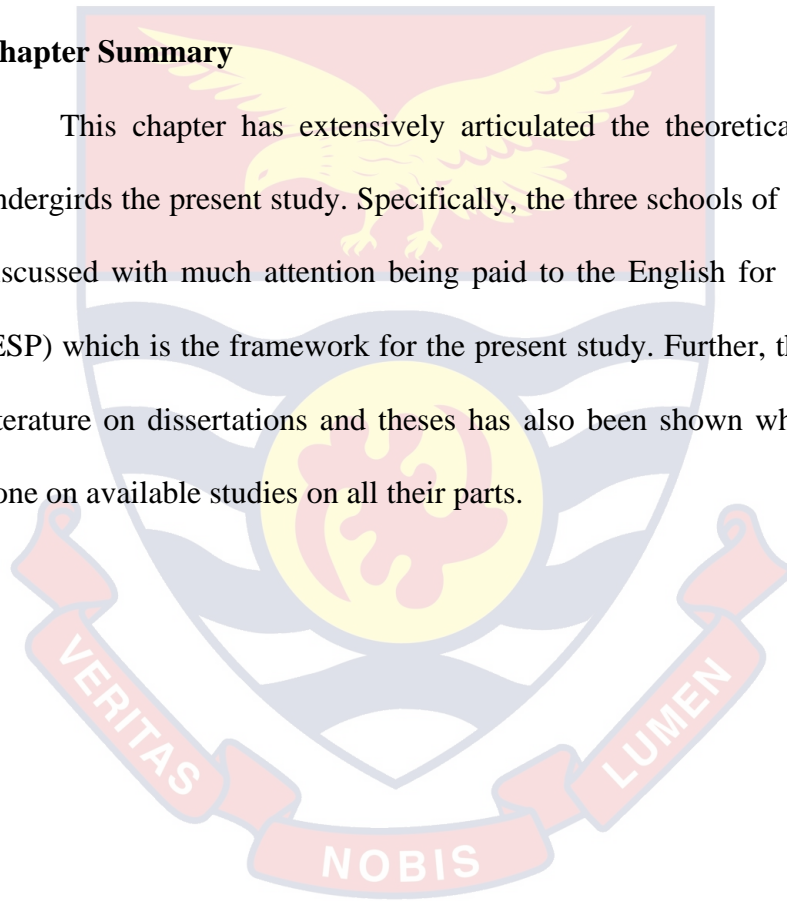 hapter Summary
This chapter has extensively articulated the theoretica
ndergirds the present study. Specifically, the three schools of
iscussed with much attention being paid to the English for
ESP) which is the framework for the present study. Further, th
terature on dissertations and theses has also been shown wh
one on available studies on all their parts.
VERITAS
NOBIS
LUMEN